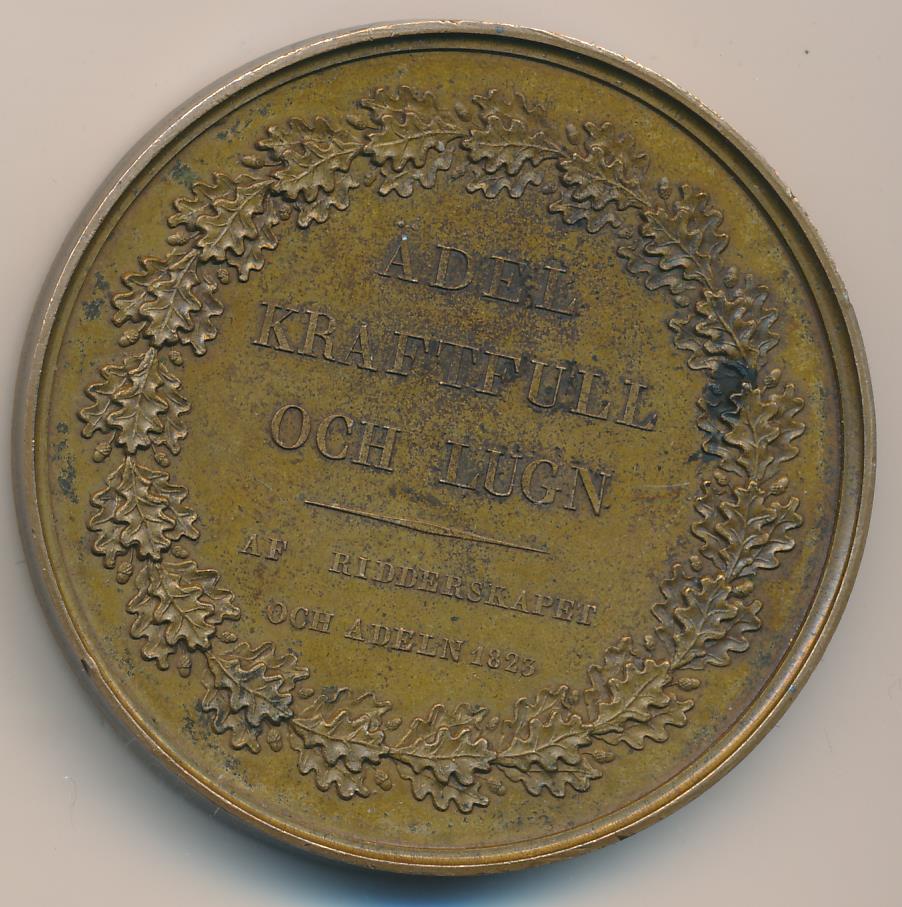 ÄDEL
KRAFTFULL
OCH LUGN
AF RIDDERSKAPET
OCH ADELN 1823